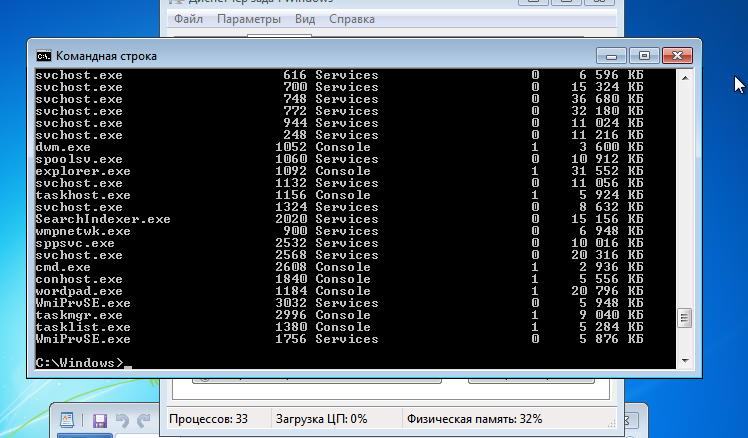 Файл Параметры Вид Справка
Командная строка
svchost.exe 616 Services 0 6 596 КБ
svchost.exe 700 Services 0 15 324 КБ
svchost.exe 748 Services 0 36 680 КБ
svchost.exe 772 Services 0 32 180 КБ
svchost.exe 944 Services 0 11 024 КБ
svchost.exe 248 Services 0 11 216 КБ
dwm.exe 1052 Console 1 3 600 КБ
spoolsv.exe 1060 Services 0 10 912 КБ
explorer.exe 1092 Console 1 31 552 КБ
svchost.exe 1132 Services 0 11 056 КБ
taskhost.exe 1156 Console 1 5 924 КБ
svchost.exe 1324 Services 0 8 632 КБ
SearchIndexer.exe 2020 Services 0 15 156 КБ
wmpnetwk.exe 900 Services 0 6 948 КБ
sppsvc.exe 2532 Services 0 10 016 КБ
svchost.exe 2568 Services 0 20 316 КБ
cmd.exe 2608 Console 1 2 936 КБ
conhost.exe 1840 Console 1 5 556 КБ
wordpad.exe 1184 Console 1 20 796 КБ
WmiPrvSE.exe 3032 Services 0 5 948 КБ
taskmgr.exe 2996 Console 1 9 040 КБ
tasklist.exe 1380 Console 1 5 284 КБ
WmiPrvSE.exe 1756 Services 0 5 876 КБ
C:\Windows>_
Процессов: 33 Загрузка ЦП: 0% Физическая память: 32%